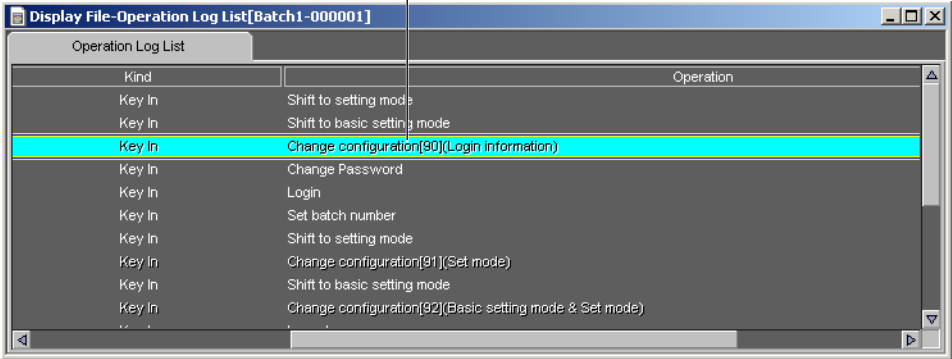 Display File-Operation Log List[Batch1-000001]
Operation Log List
Kind Operation
Key In Shift to setting mode
Key In Shift to basic setting mode
Key In Change configuration[90](Login information)
Key In Change Password
Key In Login
Key In Set batch number
Key In Shift to setting mode
Key In Change configuration[91](Set mode)
Key In Shift to basic setting mode
Key In Change configuration[92](Basic setting mode & Set mode)